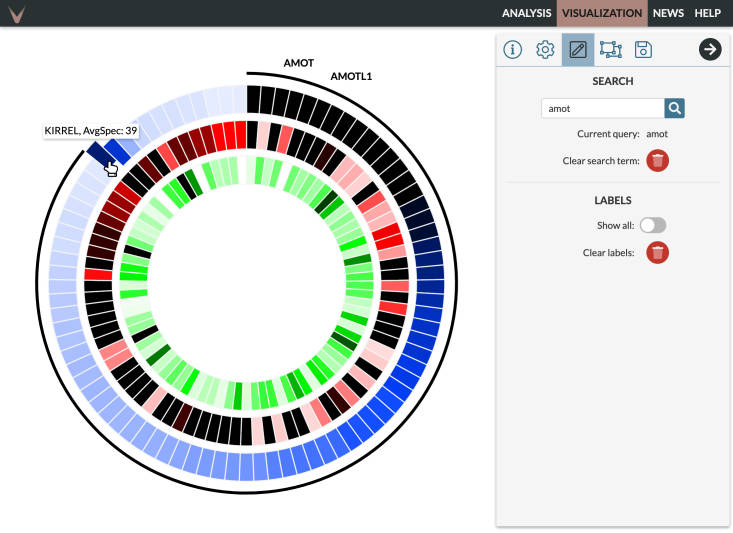 ANALYSIS VISUALIZATION NEWS HELP
AMOT
AMOTL1
KIRREL, AvgSpec: 39
SEARCH
amot
Current query: amot
Clear search term:
LABELS
Show all:
Clear labels: